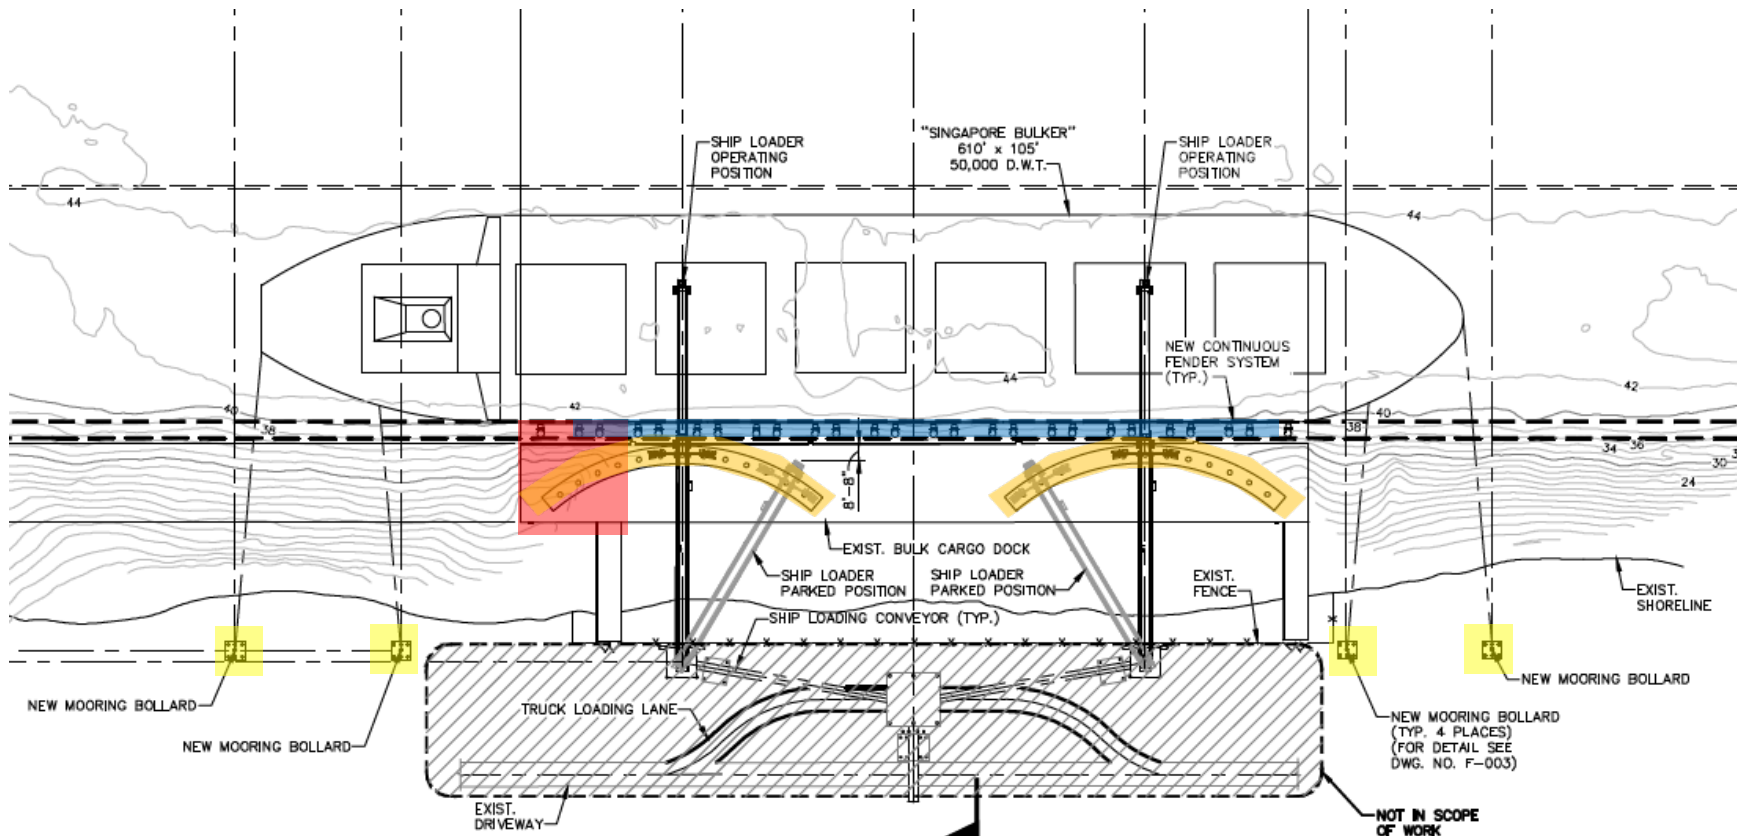 "SINGAPORE BULKER"
610' x 105'
50,000 D.W.T.
SHIP LOADER
OPERATING
POSITION
SHIP LOADER
OPERATING
POSITION
44
44
NEW CONTINUOUS
FENDER SYSTEM
(TYP.)
44
42
42
40
40
38
38
34
36
30
24
8'-8"
EXIST. BULK CARGO DOCK
SHIP LOADER
PARKED POSITION
SHIP LOADER
PARKED POSITION
EXIST.
FENCE
EXIST.
SHORELINE
SHIP LOADING CONVEYOR (TYP.)
NEW MOORING BOLLARD
NEW MOORING BOLLARD
TRUCK LOADING LANE
NEW MOORING BOLLARD
NEW MOORING BOLLARD
(TYP. 4 PLACES)
(FOR DETAIL SEE
DWG. NO. F-003)
EXIST.
DRIVEWAY
NOT IN SCOPE
OF WORK